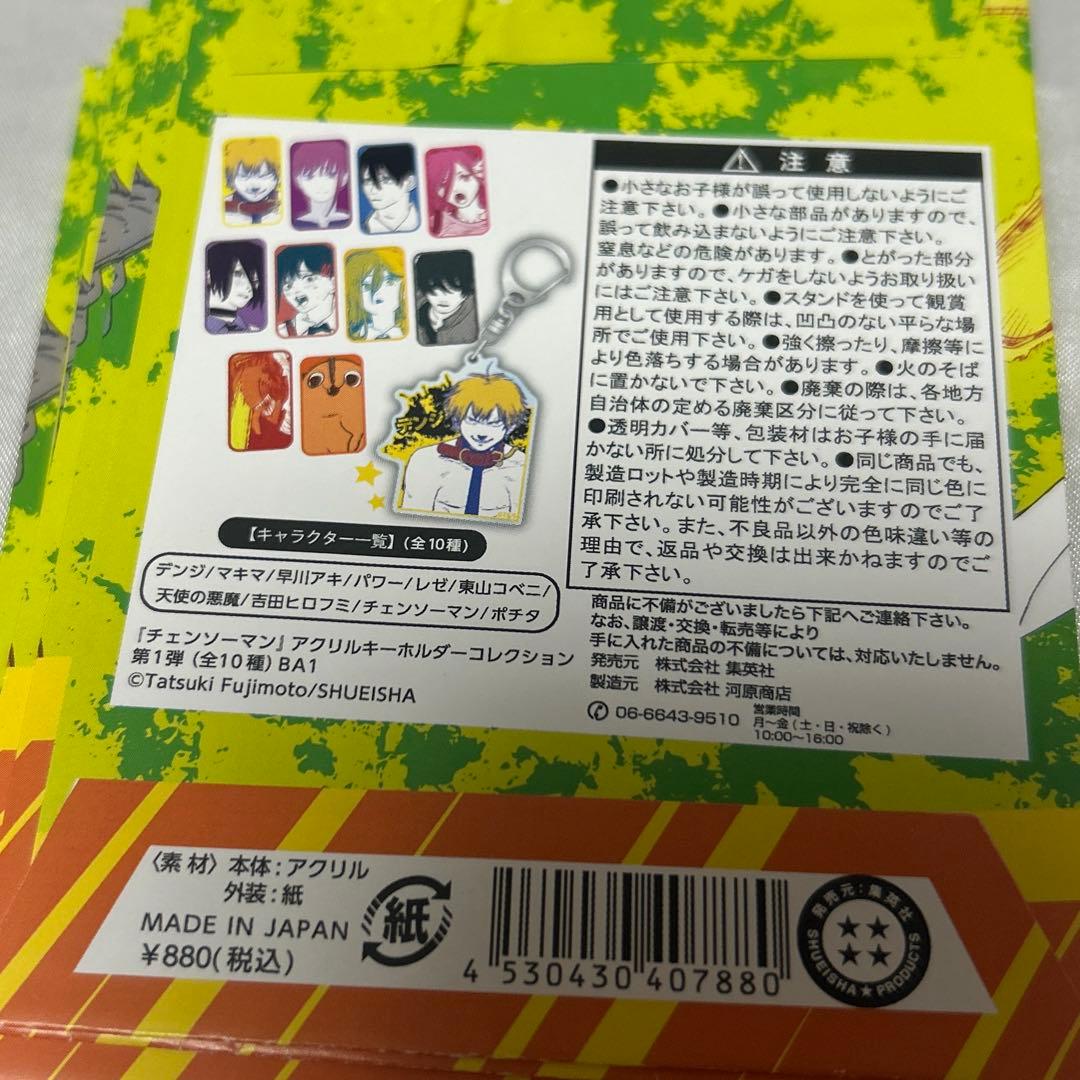 デンジ
【キャラクター一覧】(全10種)
デンジ/マキマ/早川アキ/パワー/レゼ/東山コベニ/
天使の悪魔/吉田ヒロフミ/チェンソーマン/ポチタ
『チェンソーマン』アクリルキーホルダーコレクション
第1弾(全10種)BA1
©Tatsuki Fujimoto/SHUEISHA
注意
●小さなお子様が誤って使用しないようにご
注意下さい。●小さな部品がありますので、
誤って飲み込まないようにご注意下さい。
窒息などの危険があります。●とがった部分
がありますので、ケガをしないようお取り扱い
にはご注意下さい。●スタンドを使って観賞
用として使用する際は、凹凸のない平らな場
所でご使用下さい。●強く擦ったり、摩擦等に
より色落ちする場合があります。●火のそば
に置かないで下さい。●廃棄の際は、各地方
自治体の定める廃棄区分に従って下さい。
●透明カバー等、包装材はお子様の手に届
かない所に処分して下さい。●同じ商品でも、
製造ロットや製造時期により完全に同じ色に
印刷されない可能性がございますのでご了
承下さい。また、不良品以外の色味違い等の
理由で、返品や交換は出来かねますのでご
了承下さい。
商品に不備がございましたら下記へご連絡下さい。
なお、譲渡・交換・転売等により
手に入れた商品の不備については、対応いたしません。
発売元 株式会社 集英社
製造元 株式会社 河原商店
06-6643-9510 営業時間
月~金(土・日・祝除く)
10:00~16:00
〈素材〉本体:アクリル
外装:紙
MADE IN JAPAN
¥880(税込)
紙
4 530430 407880
発売元:集英社
SHUEISHA★PRODUCTS